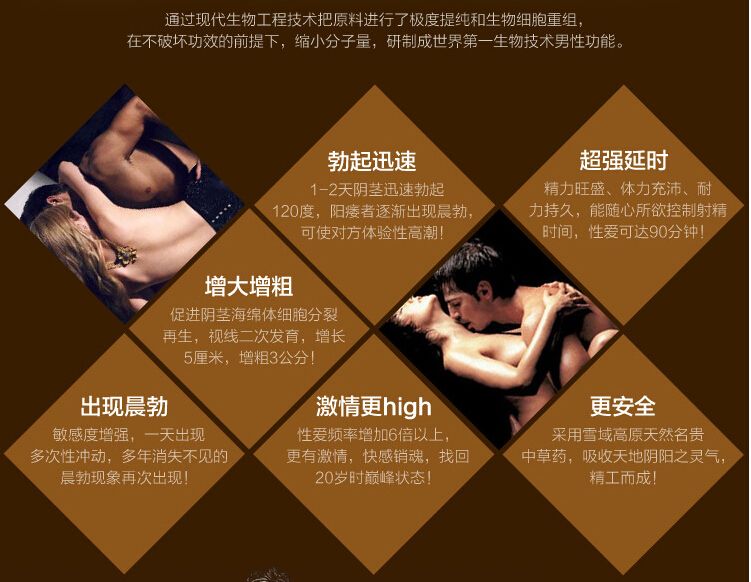 通过现代生物工程技术把原料进行了极度提纯和生物细胞重组，
在不破坏功效的前提下，缩小分子量，研制成世界第一生物技术男性功能。
勃起迅速
1-2天阴茎迅速勃起
120度，阳痿者逐渐出现晨勃，
可使对方体验性高潮！
超强延时
精力旺盛、体力充沛、耐
力持久，能随心所欲控制射精
时间，性爱可达90分钟！
增大增粗
促进阴茎海绵体细胞分裂
再生，视线二次发育，增长
5厘米，增粗3公分！
出现晨勃
敏感度增强，一天出现
多次性冲动，多年消失不见的
晨勃现象再次出现！
激情更high
性爱频率增加6倍以上，
更有激情，快感销魂，找回
20岁时巅峰状态！
更安全
采用雪域高原天然名贵
中草药，吸收天地阴阳之灵气，
精工而成！